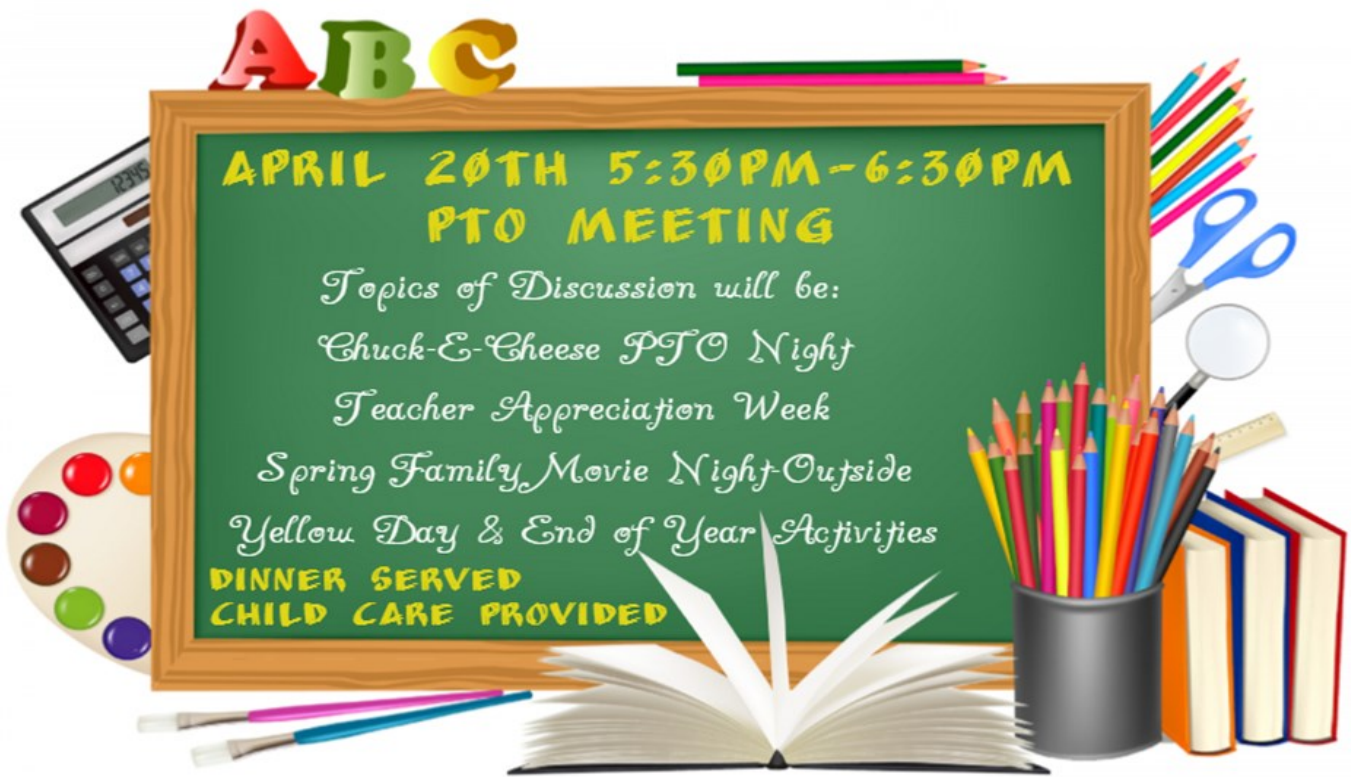 ABC
12345
APRIL 20TH 5:30PM-6:30PM
PTO MEETING
Topics of Discussion will be:
Chuck-E-Cheese PTO Night
Teacher Appreciation Week
Spring Family Movie Night-Outside
Yellow Day & End of Year Activities
DINNER SERVED
CHILD CARE PROVIDED